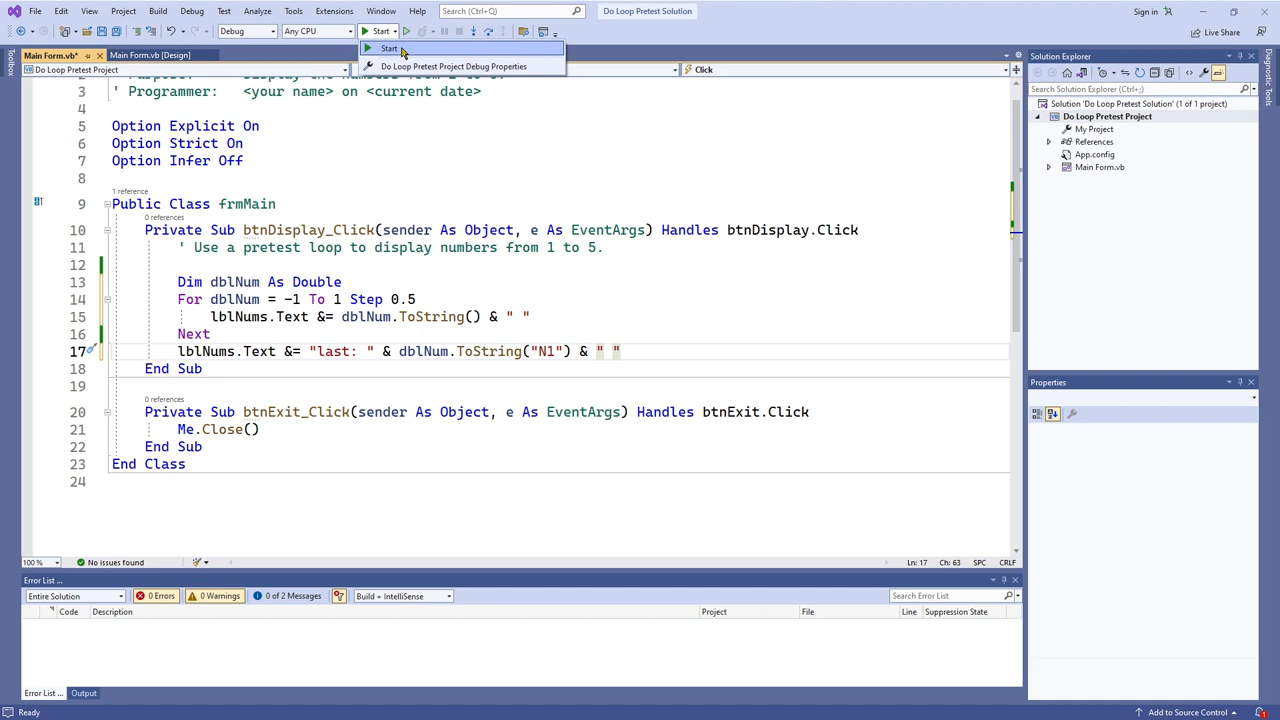 File Edit View Project Build Debug Test Analyze Tools Extensions Window Help Search (Ctrl+Q) Do Loop Pretest Solution Sign in
Debug Any CPU Start Live Share
Start
Do Loop Pretest Project Debug Properties
Main Form.vb* Main Form.vb [Design]
Do Loop Pretest Project Click
3 ' Programmer: <your name> on <current date>
4
5 Option Explicit On
6 Option Strict On
7 Option Infer Off
8
1 reference
9 Public Class frmMain
0 references
10 Private Sub btnDisplay_Click(sender As Object, e As EventArgs) Handles btnDisplay.Click
11 ' Use a pretest loop to display numbers from 1 to 5.
12
13 Dim dblNum As Double
14 For dblNum = -1 To 1 Step 0.5
15 lblNums.Text &= dblNum.ToString() & " "
16 Next
17 lblNums.Text &= "last: " & dblNum.ToString("N1") & " "
18 End Sub
19
0 references
20 Private Sub btnExit_Click(sender As Object, e As EventArgs) Handles btnExit.Click
21 Me.Close()
22 End Sub
23 End Class
24
100 % No issues found Ln: 17 Ch: 63 SPC CRLF
Error List ...
Entire Solution 0 Errors 0 Warnings 0 of 2 Messages Build + IntelliSense Search Error List
Code Description Project File Line Suppression State
Error List ... Output
Ready Add to Source Control 1
Toolbox
Solution Explorer
Search Solution Explorer (Ctrl+;)
Solution 'Do Loop Pretest Solution' (1 of 1 project)
Do Loop Pretest Project
My Project
References
App.config
Main Form.vb
Properties
Diagnostic Tools